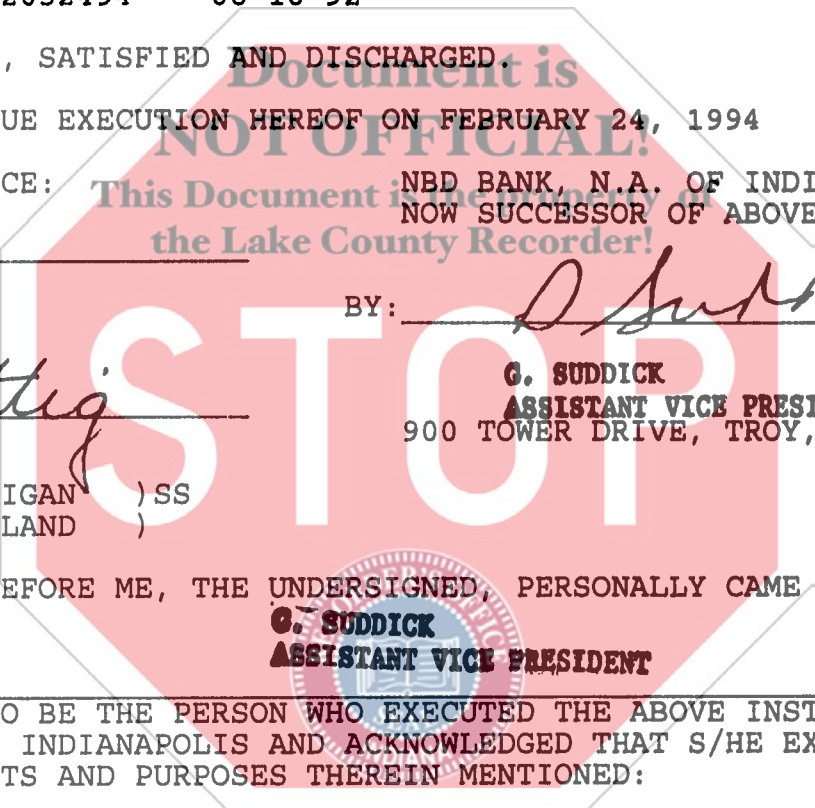 , SATISFIED AND DISCHARGED.
Document is
UE EXECUTION HEREOF ON FEBRUARY 24, 1994
NOT OFFICIAL!
CE: NBD BANK, N.A. OF INDI
This Document is the property of
NOW SUCCESSOR OF ABOVE
the Lake County Recorder!
BY:
STOP
G. SUDDICK
ASSISTANT VICE PRESI
900 TOWER DRIVE, TROY,
IGAN )SS
LAND )
EFORE ME, THE UNDERSIGNED, PERSONALLY CAME
G. SUDDICK
ASSISTANT VICE PRESIDENT
O BE THE PERSON WHO EXECUTED THE ABOVE INST
INDIANAPOLIS AND ACKNOWLEDGED THAT S/HE EX
TS AND PURPOSES THEREIN MENTIONED: